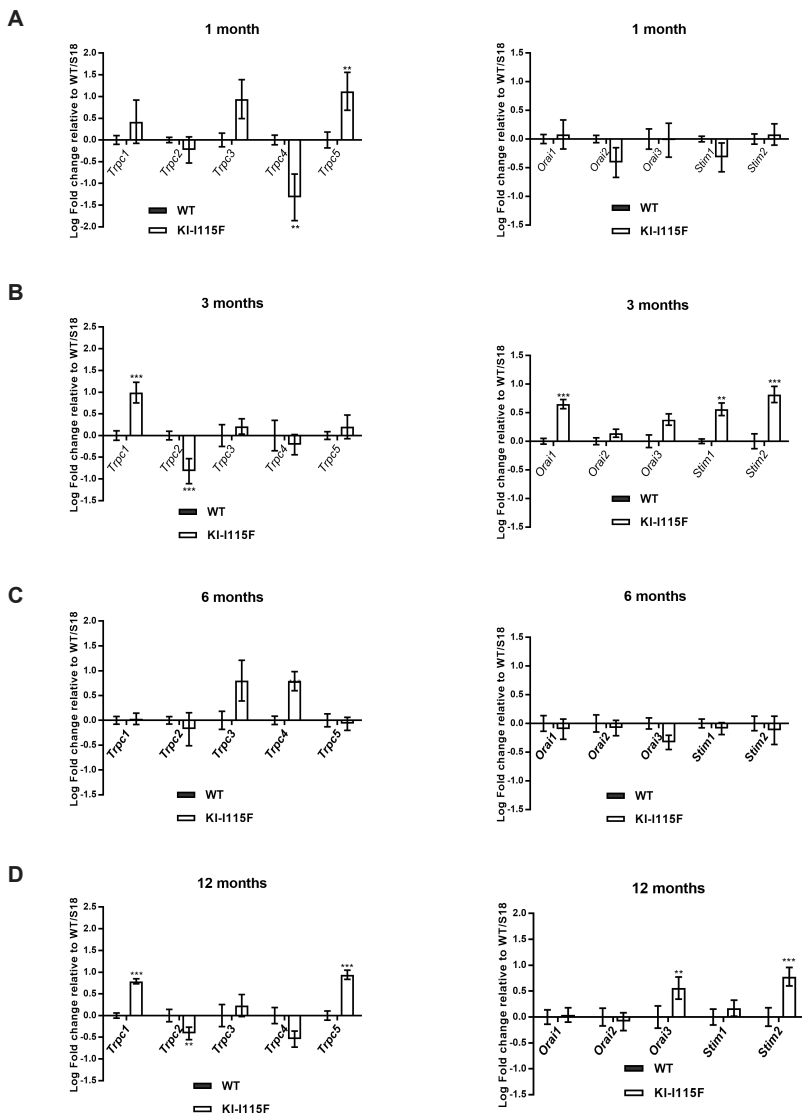 A
1 month
Log Fold change relative to WT/S18
2.0
1.5
1.0
0.5
0.0
-0.5
-1.0
-1.5
-2.0
Trpc1
Trpc2
Trpc3
Trpc4
Trpc5
**
**
WT
KI-I115F
1 month
Log Fold change relative to WT/S18
1.5
1.0
0.5
0.0
-0.5
-1.0
-1.5
Orai1
Orai2
Orai3
Stim1
Stim2
WT
KI-I115F
B
3 months
Log Fold change relative to WT/S18
2.5
2.0
1.5
1.0
0.5
0.0
-0.5
-1.0
-1.5
***
***
Trpc1
Trpc2
Trpc3
Trpc4
Trpc5
WT
KI-I115F
3 months
Log Fold change relative to WT/S18
1.5
1.0
0.5
0.0
-0.5
-1.0
-1.5
***
**
***
Orai1
Orai2
Orai3
Stim1
Stim2
WT
KI-I115F
C
6 months
Log Fold change relative to WT/S18
2.0
1.5
1.0
0.5
0.0
-0.5
-1.0
-1.5
Trpc1
Trpc2
Trpc3
Trpc4
Trpc5
WT
KI-I115F
6 months
Log Fold change relative to WT/S18
1.5
1.0
0.5
0.0
-0.5
-1.0
-1.5
Orai1
Orai2
Orai3
Stim1
Stim2
WT
KI-I115F
D
12 months
Log Fold change relative to WT/S18
2.5
2.0
1.5
1.0
0.5
0.0
-0.5
-1.0
-1.5
***
**
***
Trpc1
Trpc2
Trpc3
Trpc4
Trpc5
WT
KI-I115F
12 months
Log Fold change relative to WT/S18
2.0
1.5
1.0
0.5
0.0
-0.5
-1.0
-1.5
**
***
Orai1
Orai2
Orai3
Stim1
Stim2
WT
KI-I115F